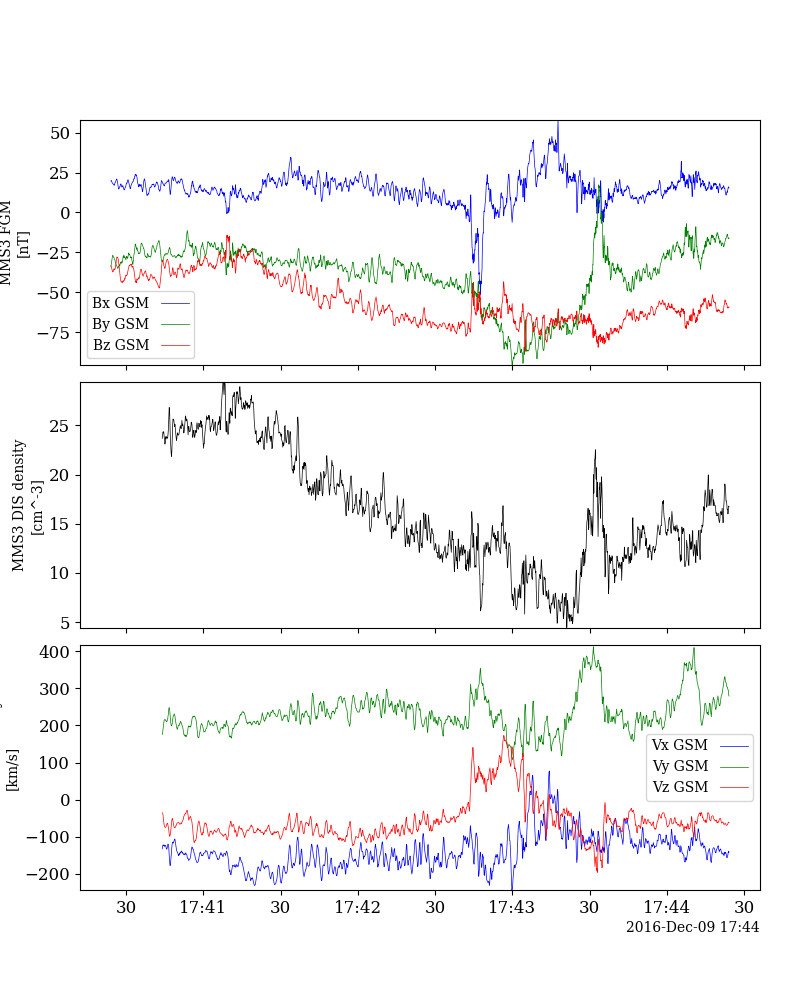 50
25
0
−25
−50
−75
MMS3 FGM
[nT]
Bx GSM
By GSM
Bz GSM
25
20
15
10
5
MMS3 DIS density
[cm^-3]
400
300
200
100
0
−100
−200
[km/s]
Vx GSM
Vy GSM
Vz GSM
30 17:41 30 17:42 30 17:43 30 17:44 30
2016-Dec-09 17:44